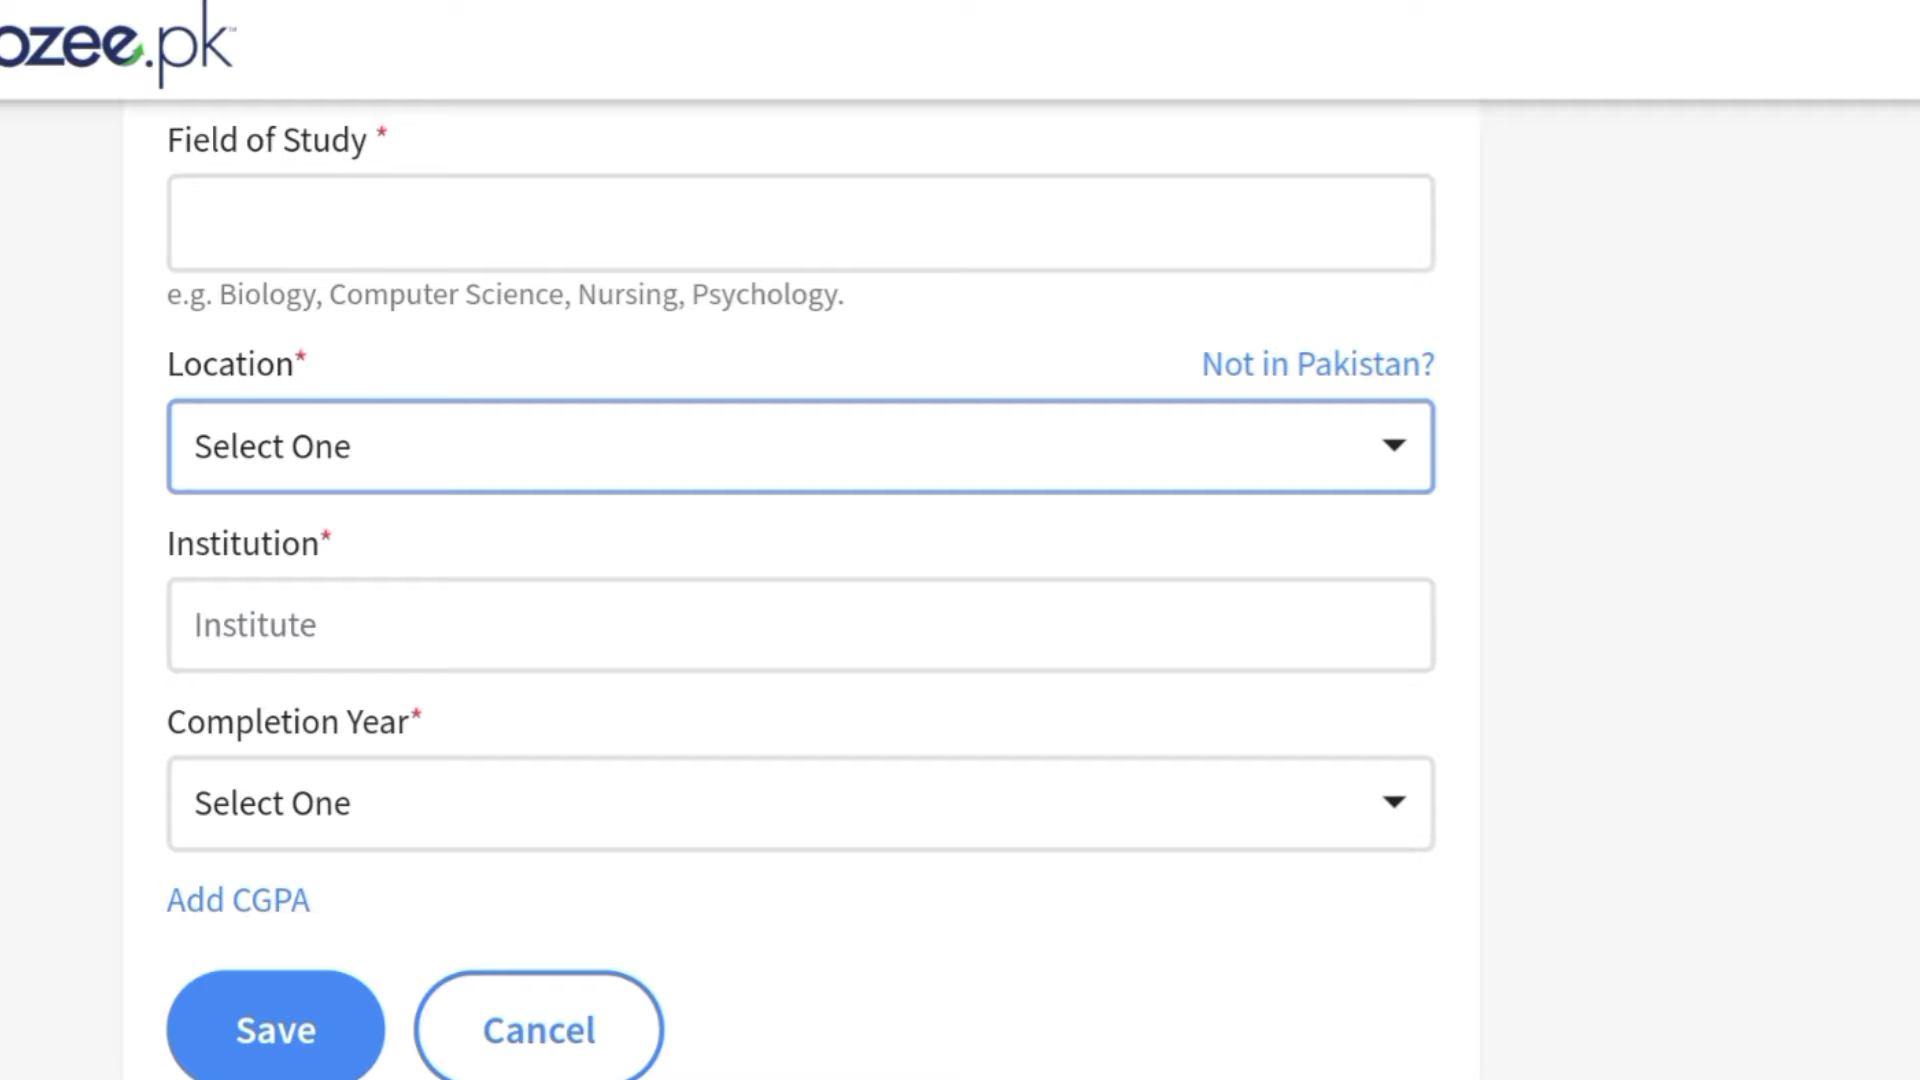 ozee.pk
Field of Study *
e.g. Biology, Computer Science, Nursing, Psychology.
Location* Not in Pakistan?
Select One
Institution*
Institute
Completion Year*
Select One
Add CGPA
Save Cancel